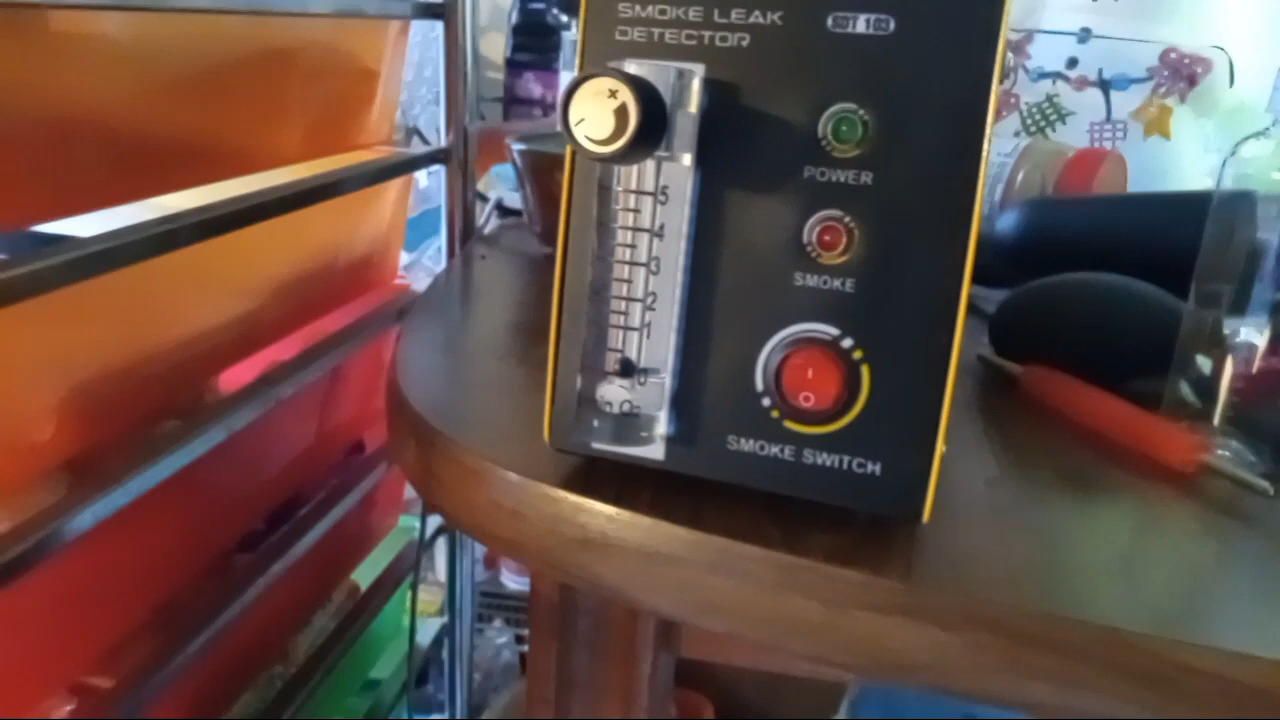 SMOKE LEAK
DETECTOR
SDT 103
+
-
POWER
5
4
3
2
1
0
SMOKE
I
O
SMOKE SWITCH